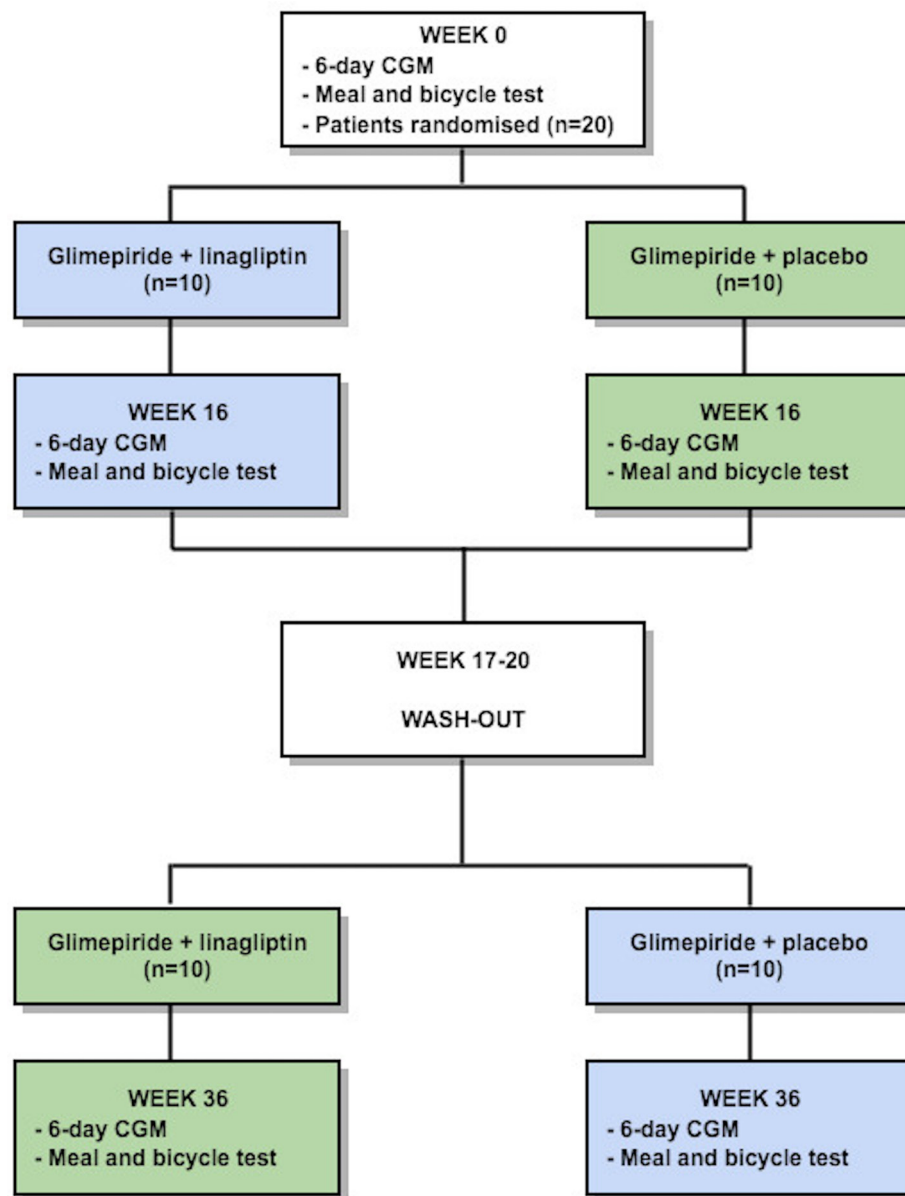 WEEK 0
- 6-day CGM
- Meal and bicycle test
- Patients randomised (n=20)
Glimepiride + linagliptin
(n=10)
Glimepiride + placebo
(n=10)
WEEK 16
- 6-day CGM
- Meal and bicycle test
WEEK 16
- 6-day CGM
- Meal and bicycle test
WEEK 17-20
WASH-OUT
Glimepiride + linagliptin
(n=10)
Glimepiride + placebo
(n=10)
WEEK 36
- 6-day CGM
- Meal and bicycle test
WEEK 36
- 6-day CGM
- Meal and bicycle test